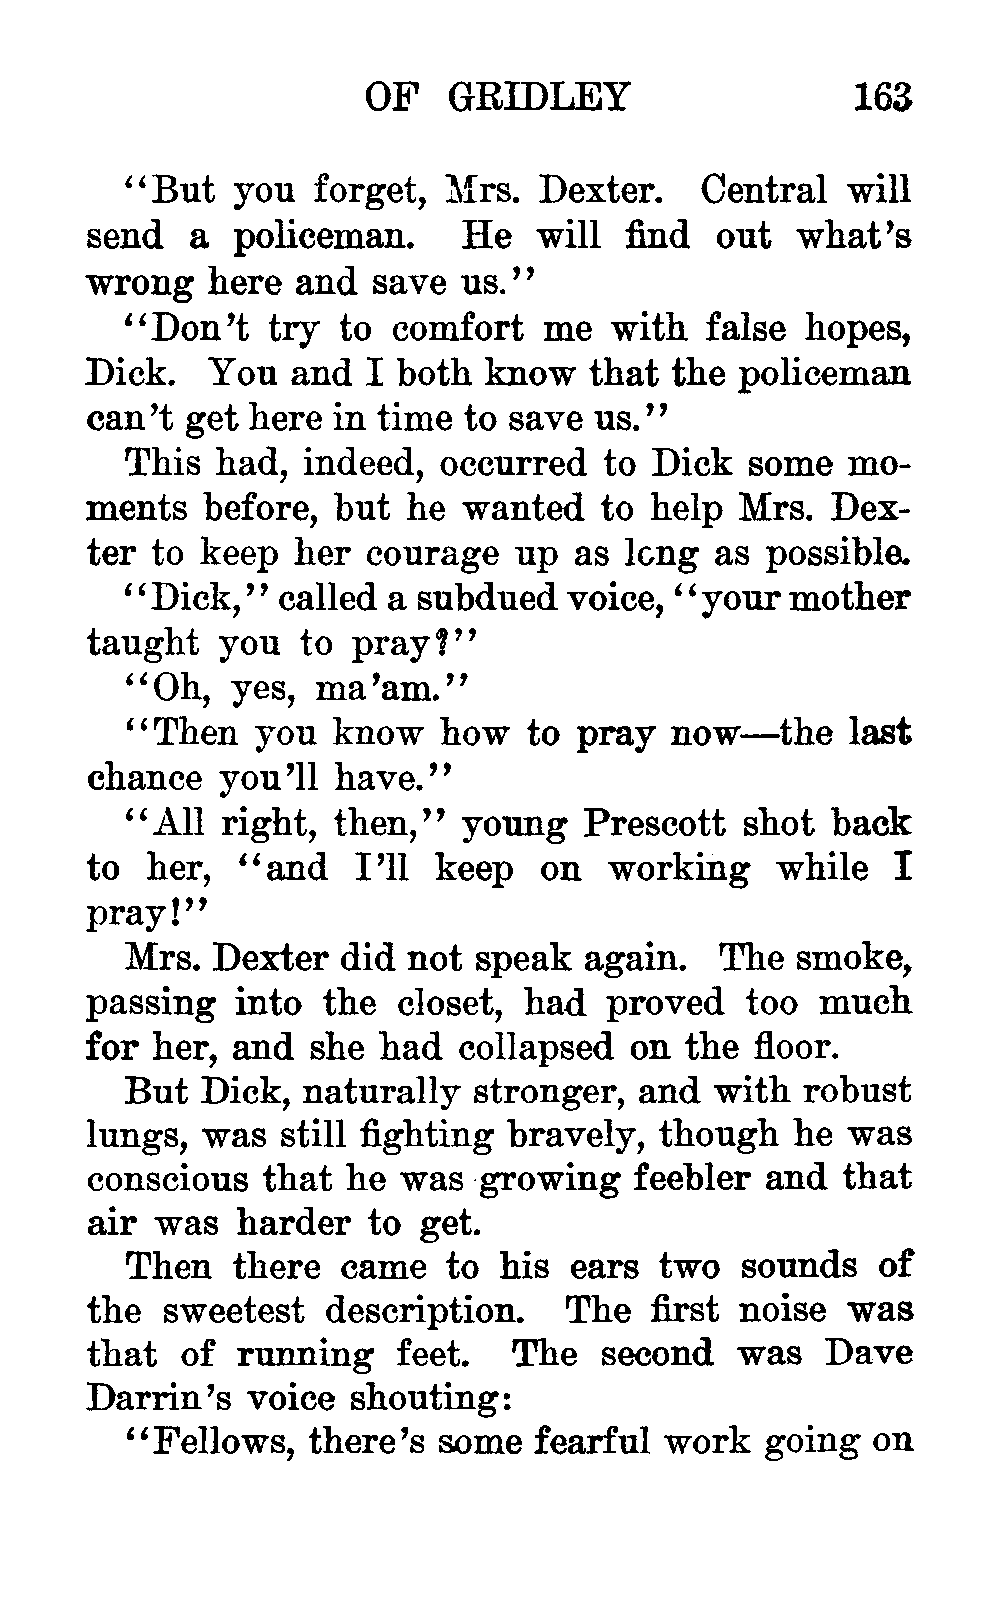 OF GRIDLEY 163
“But you forget, Mrs. Dexter. Central will
send a policeman. He will find out what’s
wrong here and save us.”
“Don’t try to comfort me with false hopes,
Dick. You and I both know that the policeman
can’t get here in time to save us.”
This had, indeed, occurred to Dick some mo-
ments before, but he wanted to help Mrs. Dex-
ter to keep her courage up as long as possible.
“Dick,” called a subdued voice, “your mother
taught you to pray?”
“Oh, yes, ma’am.”
“Then you know how to pray now—the last
chance you’ll have.”
“All right, then,” young Prescott shot back
to her, “and I’ll keep on working while I
pray!”
Mrs. Dexter did not speak again. The smoke,
passing into the closet, had proved too much
for her, and she had collapsed on the floor.
But Dick, naturally stronger, and with robust
lungs, was still fighting bravely, though he was
conscious that he was growing feebler and that
air was harder to get.
Then there came to his ears two sounds of
the sweetest description. The first noise was
that of running feet. The second was Dave
Darrin’s voice shouting:
“Fellows, there’s some fearful work going on